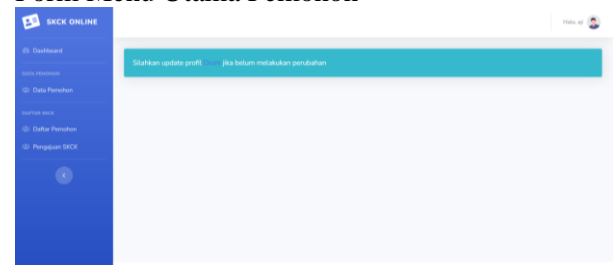 Form Menu Utama Pemohon
SKCK ONLINE
Halo, aji
Dashboard
Silahkan update profil Disini jika belum melakukan perubahan
DATA PEMOHON
Data Pemohon
DAFTAR SKCK
Daftar Pemohon
Pengajuan SKCK